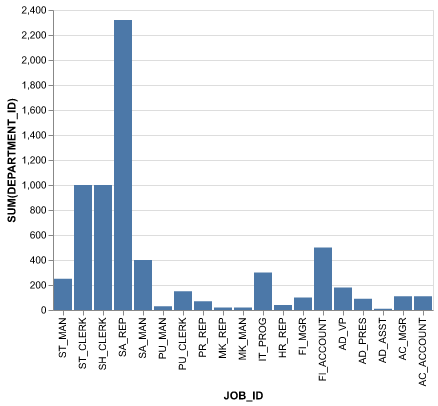 2,400
2,200
2,000
1,800
1,600
1,400
1,200
1,000
800
600
400
200
0
SUM(DEPARTMENT_ID)
ST_MAN
ST_CLERK
SH_CLERK
SA_REP
SA_MAN
PU_MAN
PU_CLERK
PR_REP
MK_REP
MK_MAN
IT_PROG
HR_REP
FI_MGR
FI_ACCOUNT
AD_VP
AD_PRES
AD_ASST
AC_MGR
AC_ACCOUNT
JOB_ID